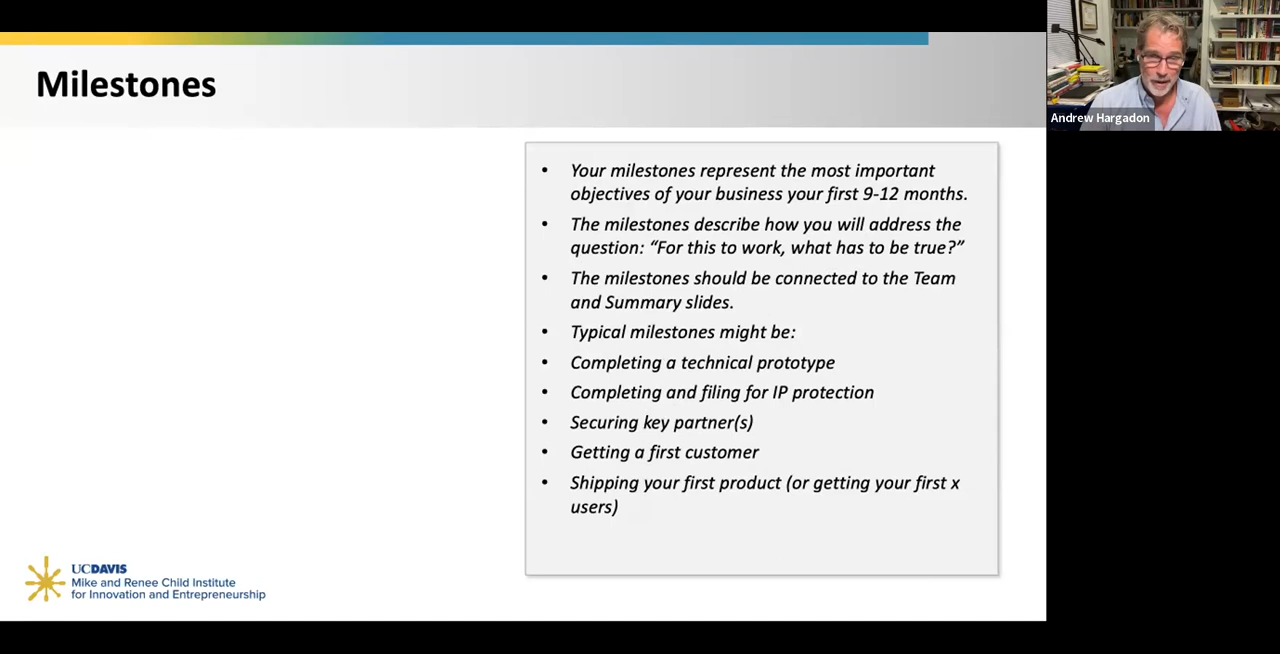 Milestones
Andrew Hargadon
• Your milestones represent the most important
objectives of your business your first 9-12 months.
• The milestones describe how you will address the
question: “For this to work, what has to be true?”
• The milestones should be connected to the Team
and Summary slides.
• Typical milestones might be:
• Completing a technical prototype
• Completing and filing for IP protection
• Securing key partner(s)
• Getting a first customer
• Shipping your first product (or getting your first x
users)
UCDAVIS
Mike and Renee Child Institute
for Innovation and Entrepreneurship